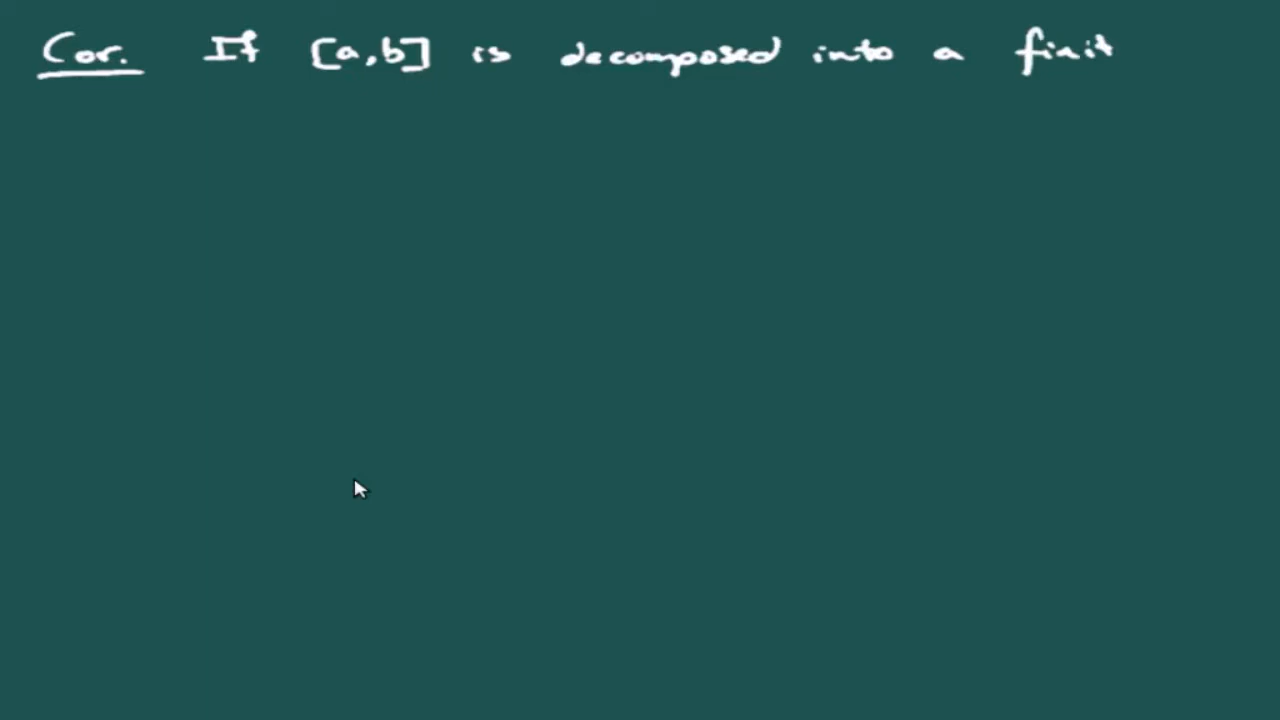 Cor. If [a,b] is decomposed into a finit